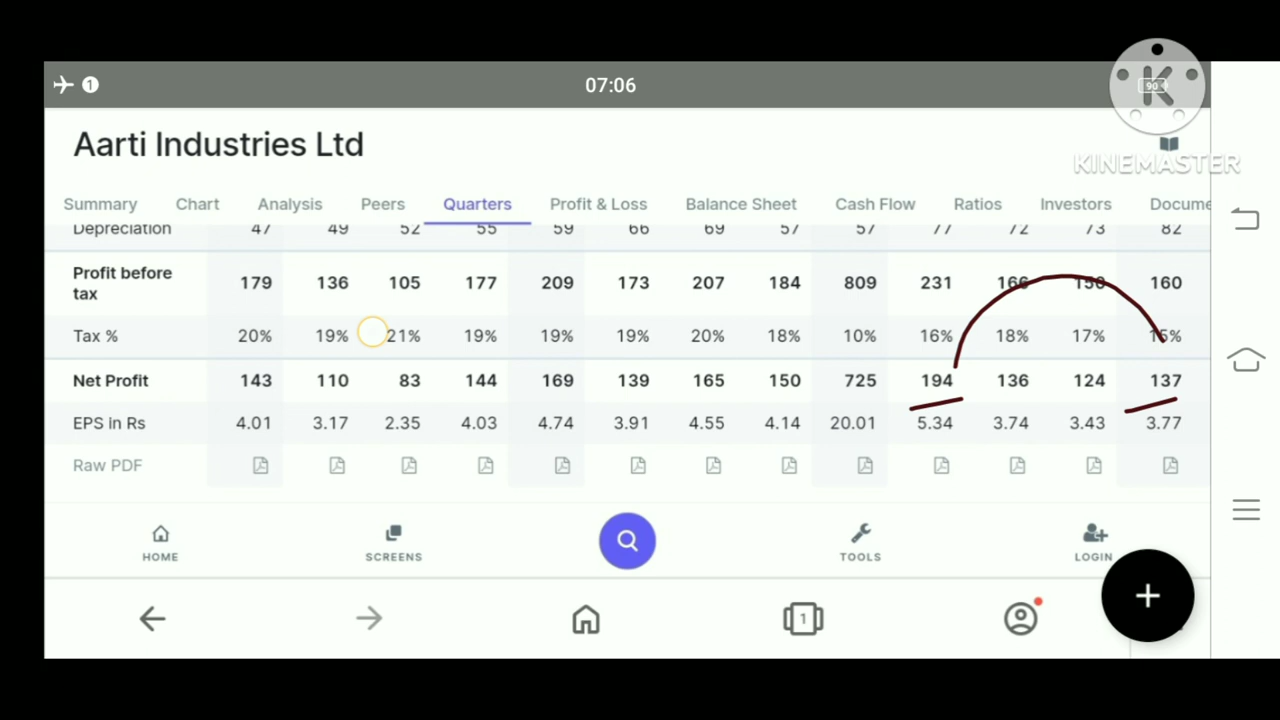 1 07:06 90
K
KINEMASTER
Aarti Industries Ltd
Summary Chart Analysis Peers Quarters Profit & Loss Balance Sheet Cash Flow Ratios Investors Docume
Depreciation 47 49 52 55 59 66 69 57 57 77 72 73 82
Profit before
tax 179 136 105 177 209 173 207 184 809 231 166 150 160
Tax % 20% 19% 21% 19% 19% 19% 20% 18% 10% 16% 18% 17% 15%
Net Profit 143 110 83 144 169 139 165 150 725 194 136 124 137
EPS in Rs 4.01 3.17 2.35 4.03 4.74 3.91 4.55 4.14 20.01 5.34 3.74 3.43 3.77
Raw PDF
HOME SCREENS TOOLS LOGIN
1